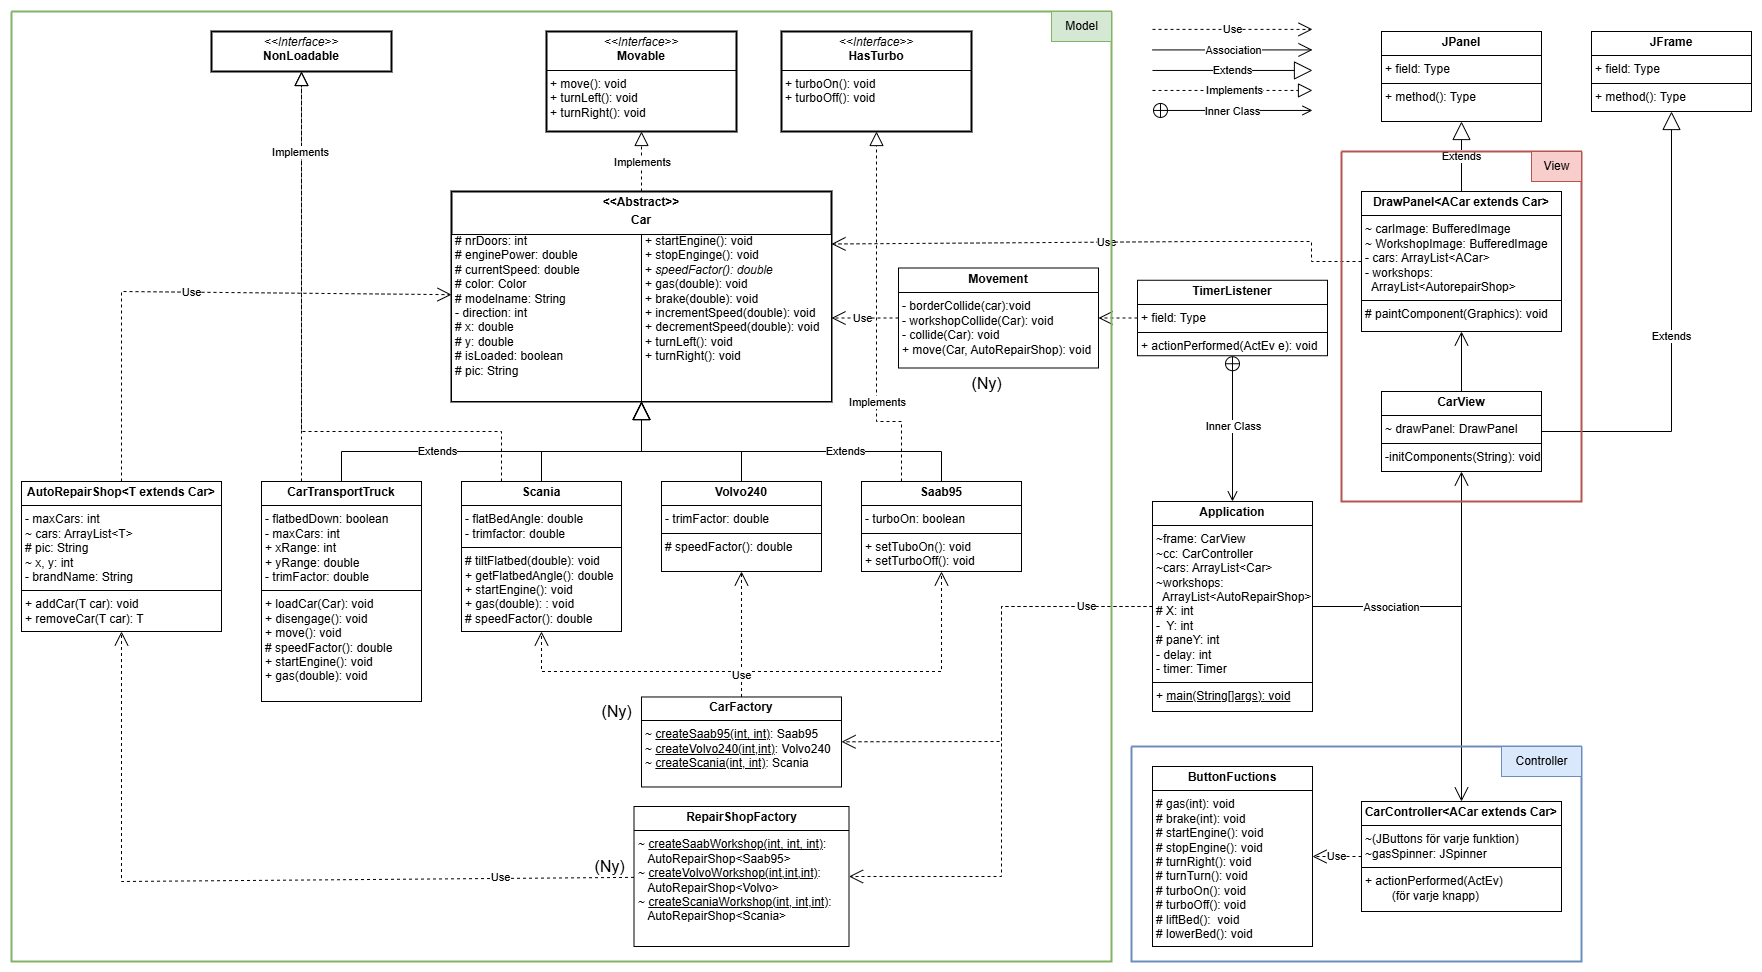 Model
<<Interface>>
NonLoadable
<<Interface>>
Movable
+ move(): void
+ turnLeft(): void
+ turnRight(): void
<<Interface>>
HasTurbo
+ turboOn(): void
+ turboOff(): void
Use
Association
Extends
Implements
Inner Class
JPanel
+ field: Type
+ method(): Type
JFrame
+ field: Type
+ method(): Type
Implements
Implements
Extends
View
<<Abstract>>
Car
# nrDoors: int
# enginePower: double
# currentSpeed: double
# color: Color
# modelname: String
- direction: int
# x: double
# y: double
# isLoaded: boolean
# pic: String
+ startEngine(): void
+ stopEnginge(): void
+ speedFactor(): double
+ gas(double): void
+ brake(double): void
+ incrementSpeed(double): void
+ decrementSpeed(double): void
+ turnLeft(): void
+ turnRight(): void
Use
DrawPanel<ACar extends Car>
~ carImage: BufferedImage
~ WorkshopImage: BufferedImage
- cars: ArrayList<ACar>
- workshops:
ArrayList<AutorepairShop>
# paintComponent(Graphics): void
Movement
- borderCollide(car):void
- workshopCollide(Car): void
- collide(Car): void
+ move(Car, AutoRepairShop): void
(Ny)
Use
TimerListener
+ field: Type
+ actionPerformed(ActEv e): void
Use
Extends
Implements
Inner Class
CarView
~ drawPanel: DrawPanel
-initComponents(String): void
Extends
Extends
AutoRepairShop<T extends Car>
- maxCars: int
~ cars: ArrayList<T>
# pic: String
~ x, y: int
- brandName: String
+ addCar(T car): void
+ removeCar(T car): T
CarTransportTruck
- flatbedDown: boolean
- maxCars: int
+ xRange: int
+ yRange: double
- trimFactor: double
+ loadCar(Car): void
+ disengage(): void
+ move(): void
# speedFactor(): double
+ startEngine(): void
+ gas(double): void
Scania
- flatBedAngle: double
- trimfactor: double
# tiltFlatbed(double): void
+ getFlatbedAngle(): double
+ startEngine(): void
+ gas(double): : void
# speedFactor(): double
Volvo240
- trimFactor: double
# speedFactor(): double
Saab95
- turboOn: boolean
+ setTuboOn(): void
+ setTurboOff(): void
Application
~frame: CarView
~cc: CarController
~cars: ArrayList<Car>
~workshops:
ArrayList<AutoRepairShop>
# X: int
- Y: int
# paneY: int
- delay: int
- timer: Timer
+ main(String[]args): void
Use
Association
Use
(Ny)
CarFactory
~ createSaab95(int, int): Saab95
~ createVolvo240(int,int): Volvo240
~ createScania(int, int): Scania
RepairShopFactory
~ createSaabWorkshop(int, int, int):
AutoRepairShop<Saab95>
~ createVolvoWorkshop(int,int,int):
AutoRepairShop<Volvo>
~ createScaniaWorkshop(int, int,int):
AutoRepairShop<Scania>
(Ny)
Use
Controller
ButtonFuctions
# gas(int): void
# brake(int): void
# startEngine(): void
# stopEngine(): void
# turnRight(): void
# turnTurn(): void
# turboOn(): void
# turboOff(): void
# liftBed(): void
# lowerBed(): void
Use
CarController<ACar extends Car>
~(JButtons för varje funktion)
~gasSpinner: JSpinner
+ actionPerformed(ActEv)
(för varje knapp)